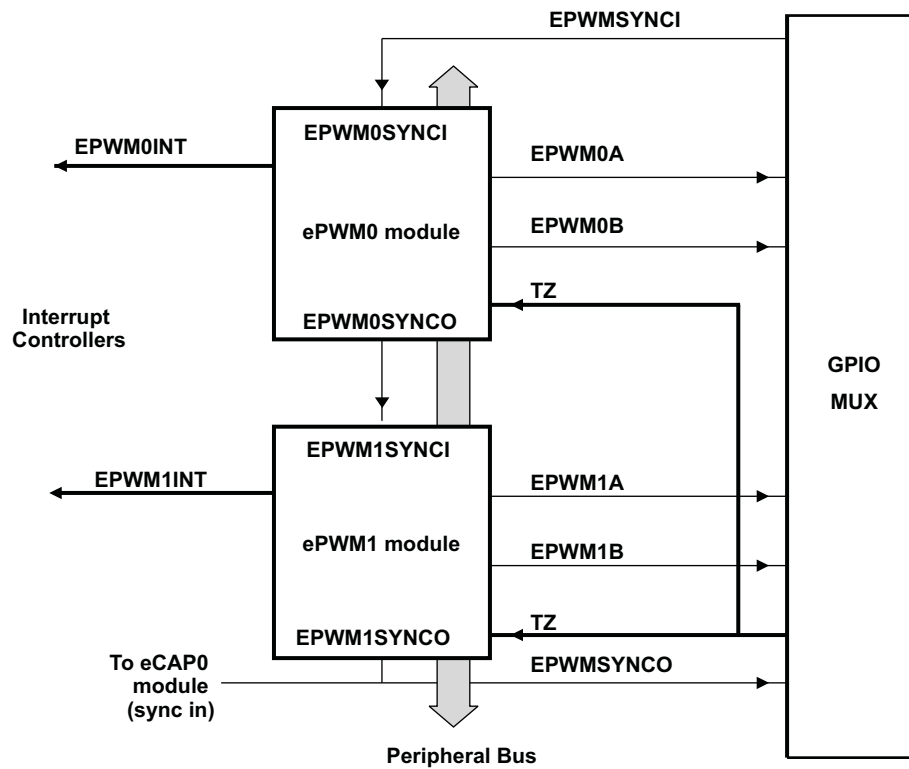 EPWMSYNCI
EPWM0SYNCI
EPWM0INT
EPWM0A
ePWM0 module
EPWM0B
TZ
EPWM0SYNCO
Interrupt
Controllers
GPIO
MUX
EPWM1SYNCI
EPWM1INT
EPWM1A
ePWM1 module
EPWM1B
TZ
EPWM1SYNCO
To eCAP0
module
(sync in)
EPWMSYNCO
Peripheral Bus